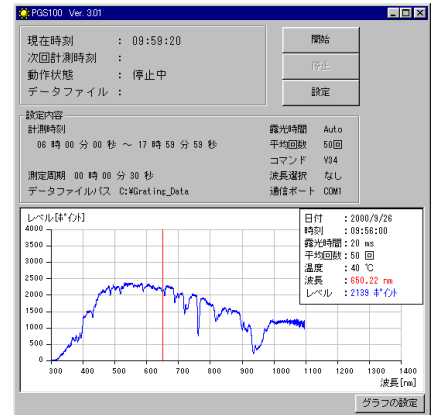 PGS100 Ver. 3.01
現在時刻 : 09:59:20
次回計測時刻 :
動作状態 : 停止中
データファイル :
開始
停止
設定
設定内容
計測時刻
06 時 00 分 00 秒 ～ 17 時 59 分 59 秒
測定周期 00 時 00 分 30 秒
データファイルパス C:¥Grating_Data
露光時間 Auto
平均回数 50回
コマンド V34
波長選択 なし
通信ポート COM1
レベル[ﾎﾟｲﾝﾄ]
4000
3500
3000
2500
2000
1500
1000
500
0
300 400 500 600 700 800 900 1000 1100 1200 1300 1400
波長[nm]
日付 :2000/9/26
時刻 :09:56:00
露光時間:20 ms
平均回数:50 回
温度 :40 ℃
波長 :650.22 nm
レベル :2139 ﾎﾟｲﾝﾄ
グラフの設定